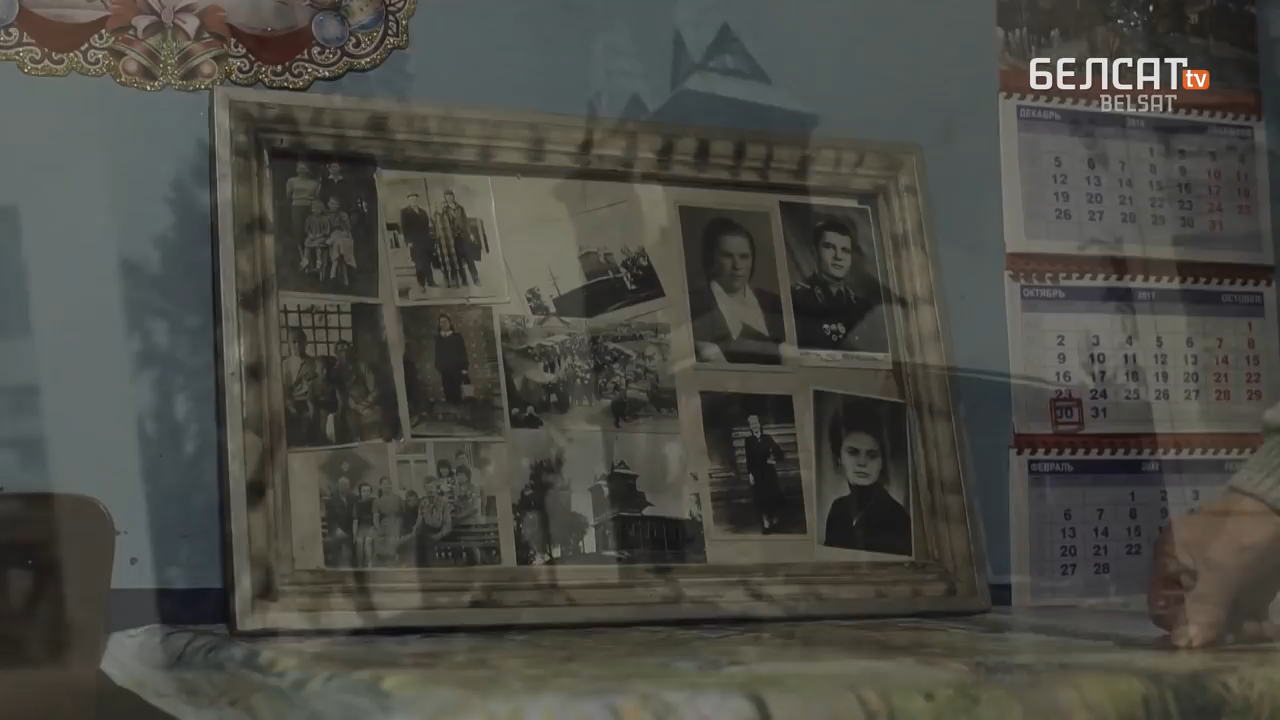 БЕЛСАТ tv
BELSAT
ДЕКАБРЬ
5 6 7 8 9 10 11
12 13 14 15 16 17 18
19 20 21 22 23 24 25
26 27 28 29 30 31
ОКТЯБРЬ 2017 OCTOBER
1
2 3 4 5 6 7 8
9 10 11 12 13 14 15
16 17 18 19 20 21 22
23 24 25 26 27 28 29
30 31
ФЕВРАЛЬ
1 2 3
6 7 8 9
13 14 15
20 21 22
27 28